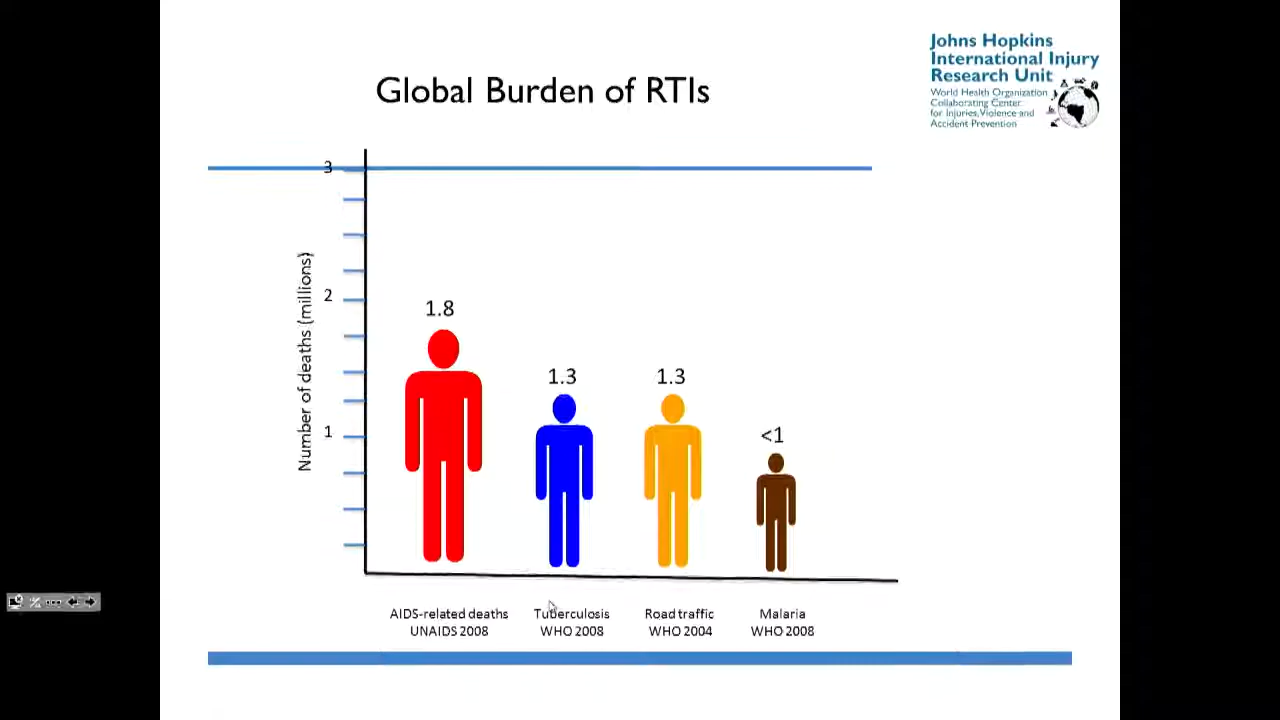 Johns Hopkins
International Injury
Research Unit
World Health Organization
Collaborating Center
for Injuries, Violence and
Accident Prevention
Global Burden of RTIs
3
2
1
Number of deaths (millions)
1.8
1.3
1.3
<1
AIDS-related deaths
UNAIDS 2008
Tuberculosis
WHO 2008
Road traffic
WHO 2004
Malaria
WHO 2008